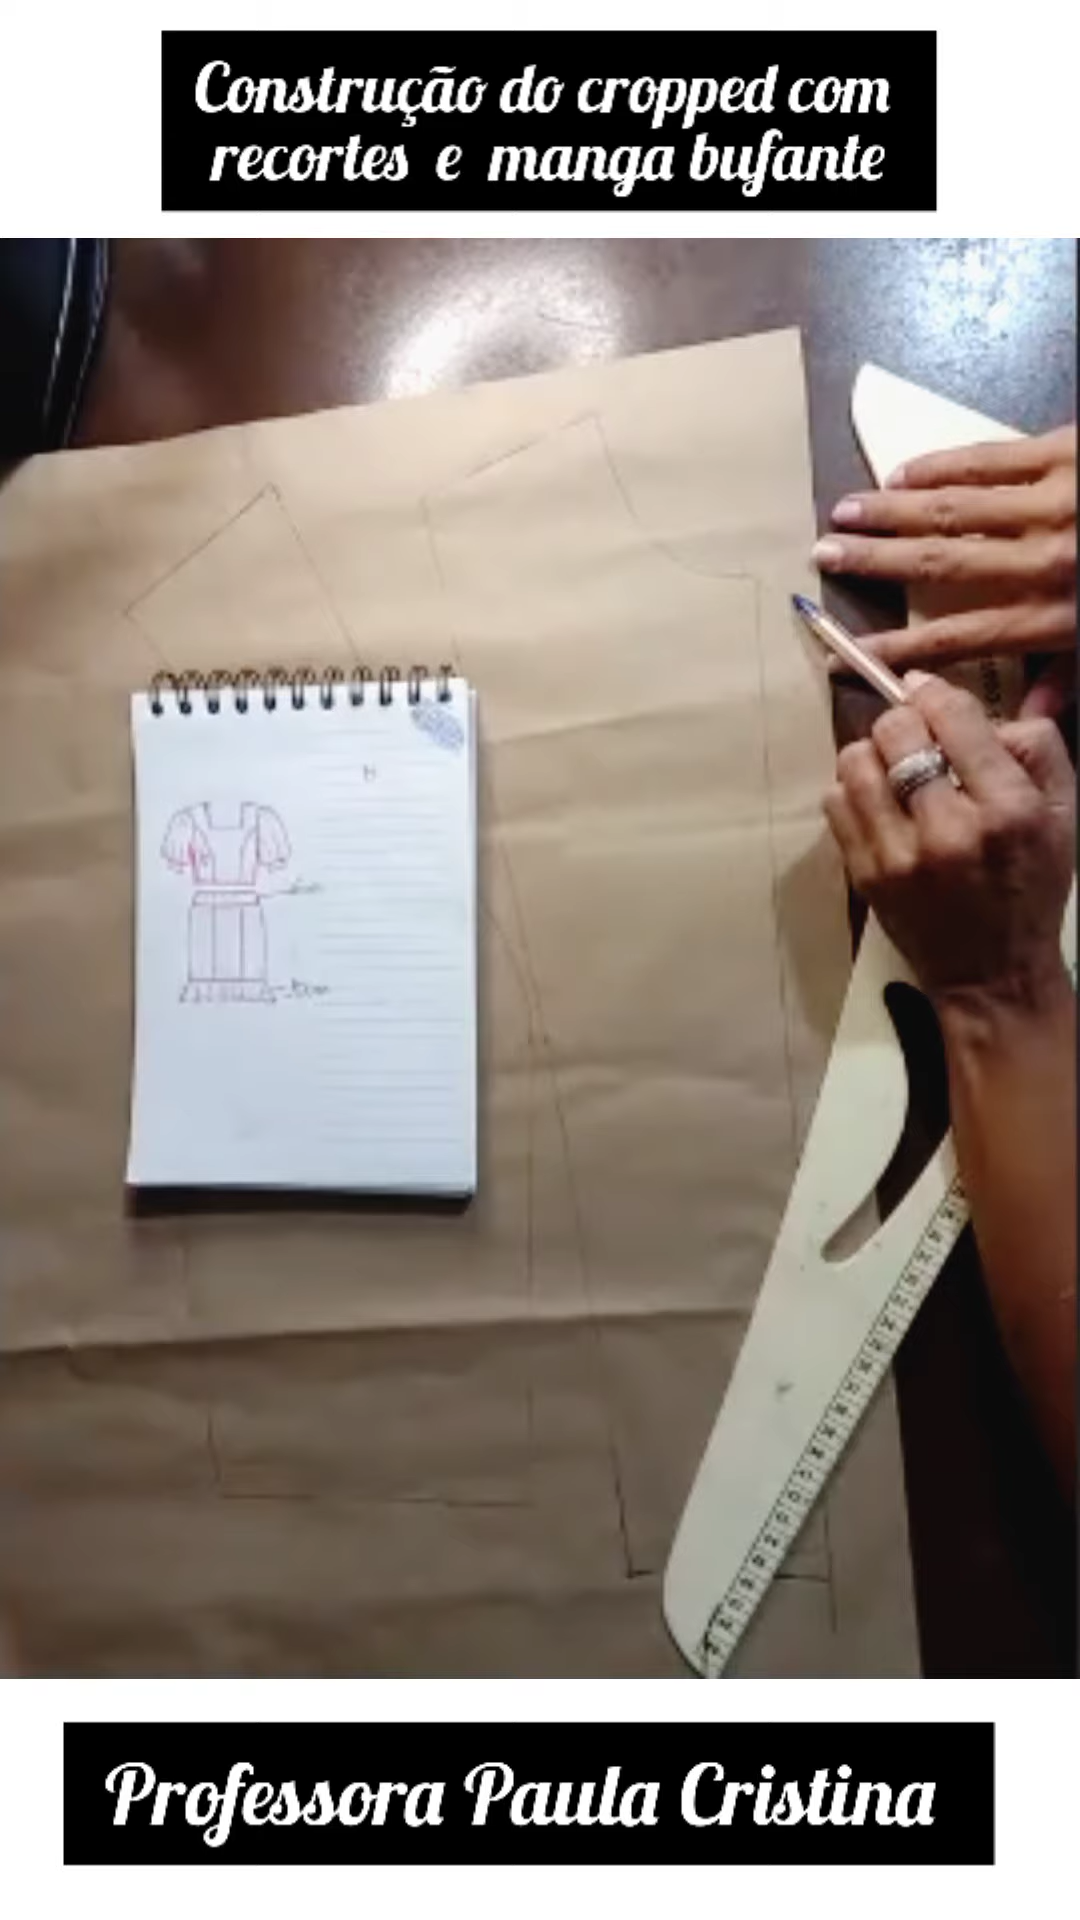 Construção do cropped com
recortes e manga bufante
Professora Paula Cristina